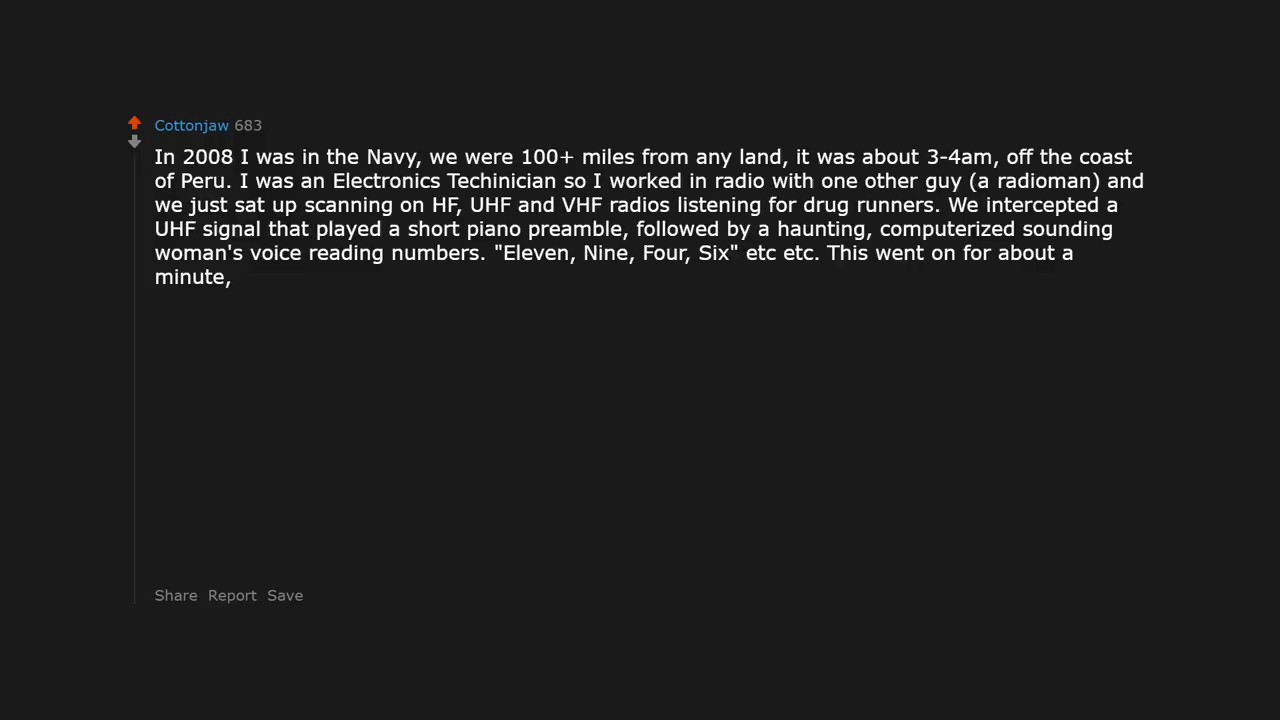 Cottonjaw 683
In 2008 I was in the Navy, we were 100+ miles from any land, it was about 3-4am, off the coast
of Peru. I was an Electronics Techinician so I worked in radio with one other guy (a radioman) and
we just sat up scanning on HF, UHF and VHF radios listening for drug runners. We intercepted a
UHF signal that played a short piano preamble, followed by a haunting, computerized sounding
woman's voice reading numbers. "Eleven, Nine, Four, Six" etc etc. This went on for about a
minute,
Share Report Save